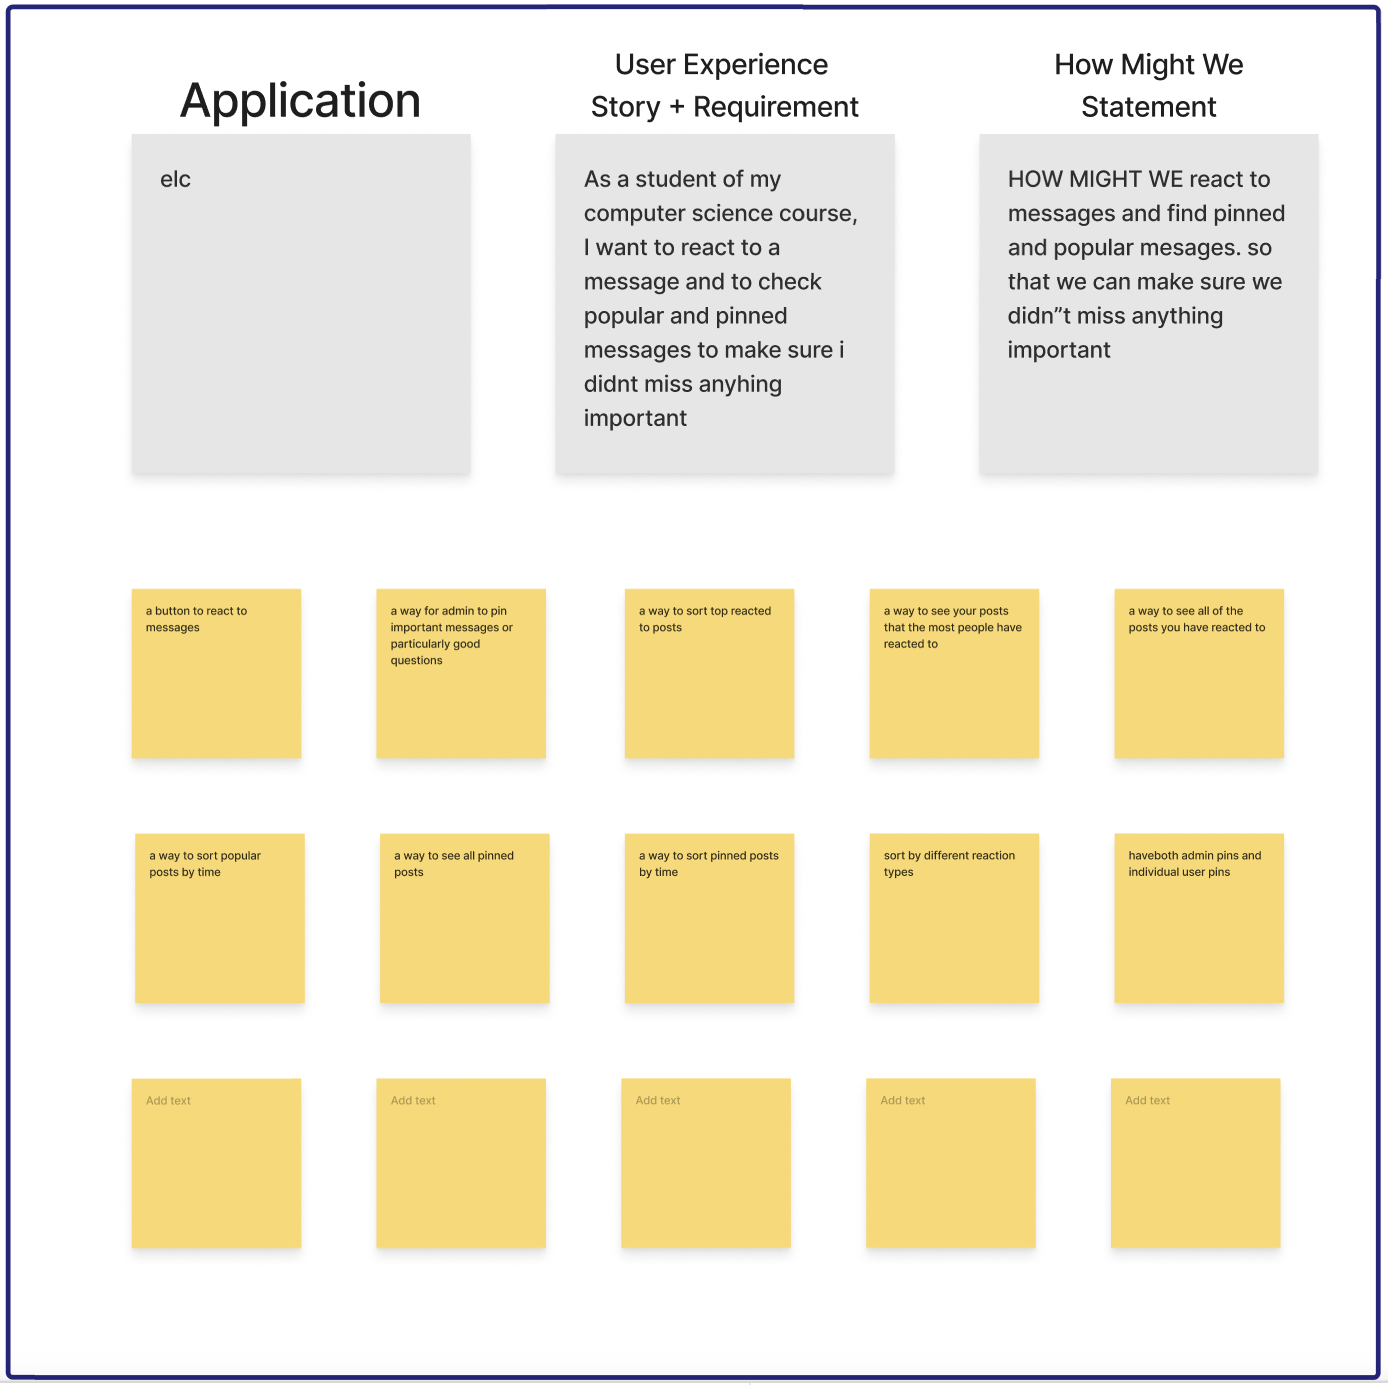 Application
User Experience
Story + Requirement
How Might We
Statement
elc
As a student of my
computer science course,
I want to react to a
message and to check
popular and pinned
messages to make sure i
didnt miss anyhing
important
HOW MIGHT WE react to
messages and find pinned
and popular mesages. so
that we can make sure we
didn”t miss anything
important
a button to react to
messages
a way for admin to pin
important messages or
particularly good
questions
a way to sort top reacted
to posts
a way to see your posts
that the most people have
reacted to
a way to see all of the
posts you have reacted to
a way to sort popular
posts by time
a way to see all pinned
posts
a way to sort pinned posts
by time
sort by different reaction
types
haveboth admin pins and
individual user pins
Add text
Add text
Add text
Add text
Add text